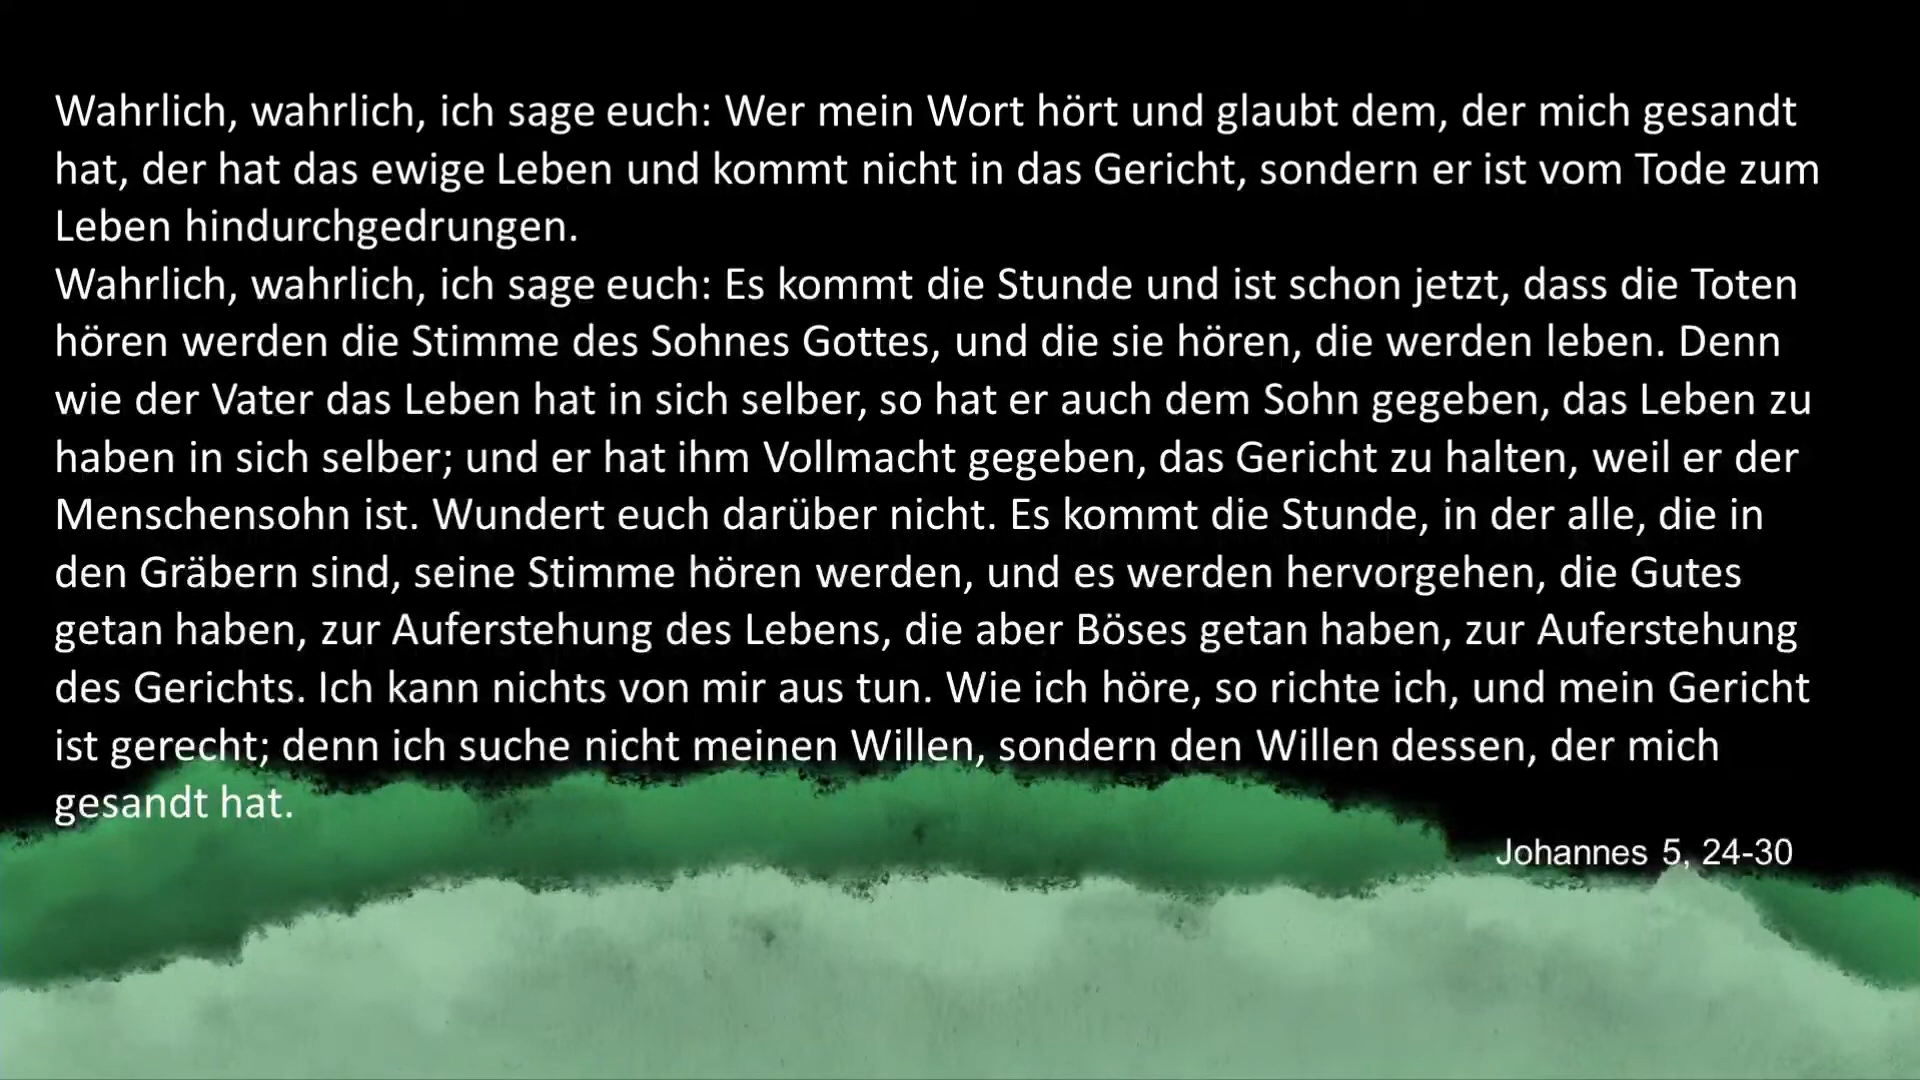 Wahrlich, wahrlich, ich sage euch: Wer mein Wort hört und glaubt dem, der mich gesandt
hat, der hat das ewige Leben und kommt nicht in das Gericht, sondern er ist vom Tode zum
Leben hindurchgedrungen.
Wahrlich, wahrlich, ich sage euch: Es kommt die Stunde und ist schon jetzt, dass die Toten
hören werden die Stimme des Sohnes Gottes, und die sie hören, die werden leben. Denn
wie der Vater das Leben hat in sich selber, so hat er auch dem Sohn gegeben, das Leben zu
haben in sich selber; und er hat ihm Vollmacht gegeben, das Gericht zu halten, weil er der
Menschensohn ist. Wundert euch darüber nicht. Es kommt die Stunde, in der alle, die in
den Gräbern sind, seine Stimme hören werden, und es werden hervorgehen, die Gutes
getan haben, zur Auferstehung des Lebens, die aber Böses getan haben, zur Auferstehung
des Gerichts. Ich kann nichts von mir aus tun. Wie ich höre, so richte ich, und mein Gericht
ist gerecht; denn ich suche nicht meinen Willen, sondern den Willen dessen, der mich
gesandt hat.
Johannes 5, 24-30